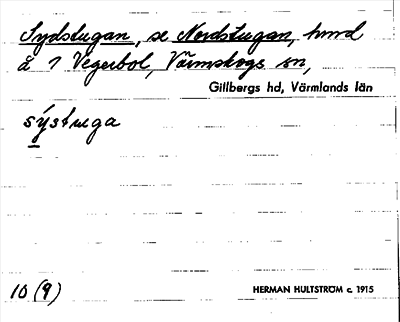 Sydstugan, se Nordstugan, hmd
å 1 Vegerbol, Värmskogs sn,
Gillbergs hd, Värmlands län
sýstuga
10 (9)
HERMAN HULTSTRÖM c. 1915